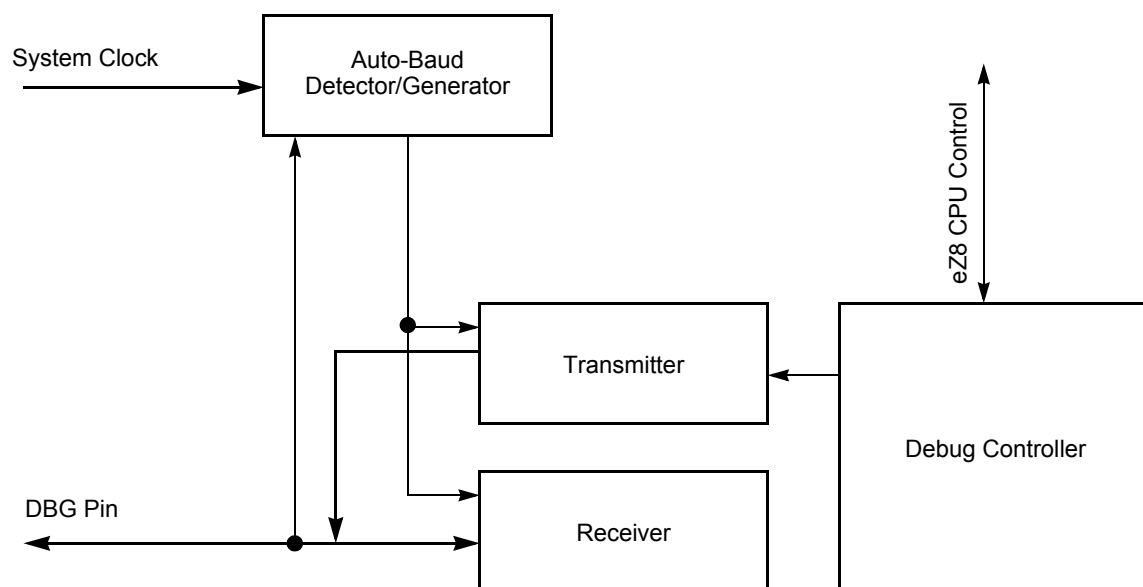 System Clock
Auto-Baud
Detector/Generator
eZ8 CPU Control
Transmitter
Debug Controller
DBG Pin
Receiver